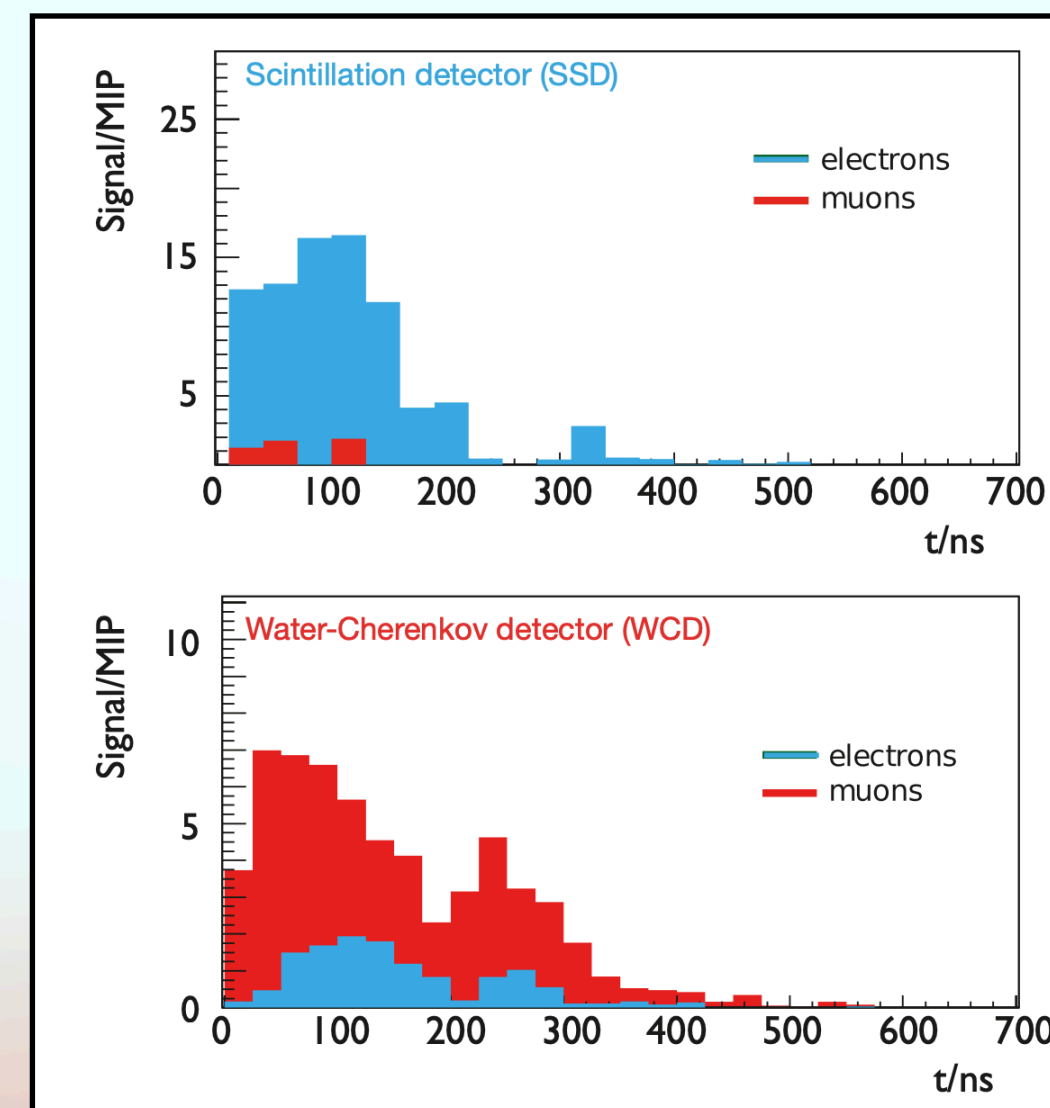 Scintillation detector (SSD)
Signal/MIP
25
15
5
electrons
muons
0 100 200 300 400 500 600 700
t/ns
Water-Cherenkov detector (WCD)
Signal/MIP
10
5
0
electrons
muons
0 100 200 300 400 500 600 700
t/ns